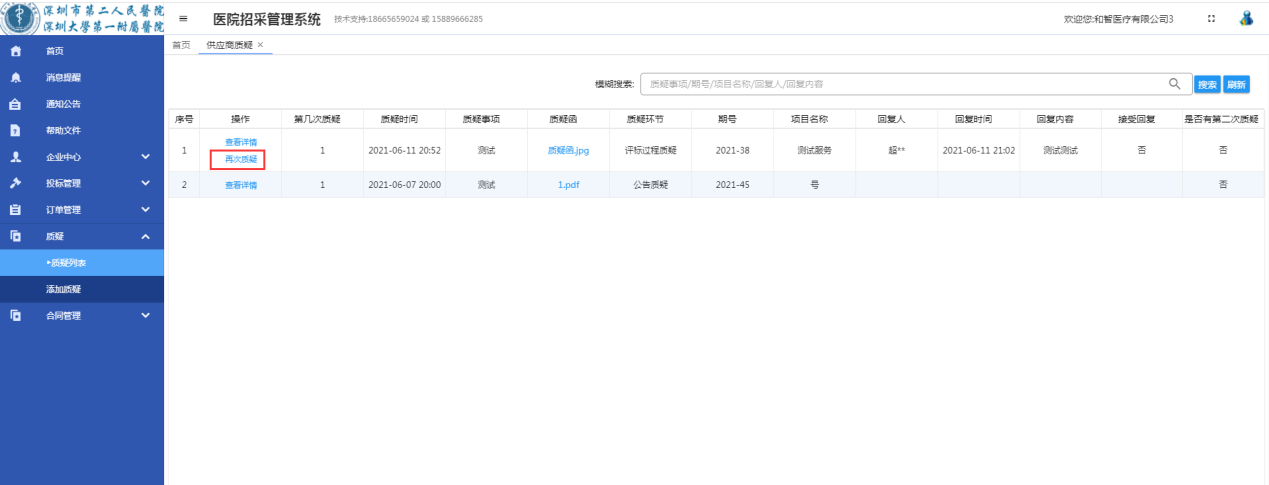 深圳市第二人民醫院
深圳大學第一附屬醫院
医院招采管理系统 技术支持:18665659024 或 15889666285 欢迎您:和智医疗有限公司3
首页
消息提醒
通知公告
帮助文件
企业中心
投标管理
订单管理
质疑
▸质疑列表
添加质疑
合同管理
首页 供应商质疑 ×
模糊搜索: 质疑事项/期号/项目名称/回复人/回复内容 搜索 刷新
序号 操作 第几次质疑 质疑时间 质疑事项 质疑函 质疑环节 期号 项目名称 回复人 回复时间 回复内容 接受回复 是否有第二次质疑
1 查看详情 1 2021-06-11 20:52 测试 质疑函.jpg 评标过程质疑 2021-38 测试服务 超** 2021-06-11 21:02 测试测试 否 否
再次质疑
2 查看详情 1 2021-06-07 20:00 测试 1.pdf 公告质疑 2021-45 号 否